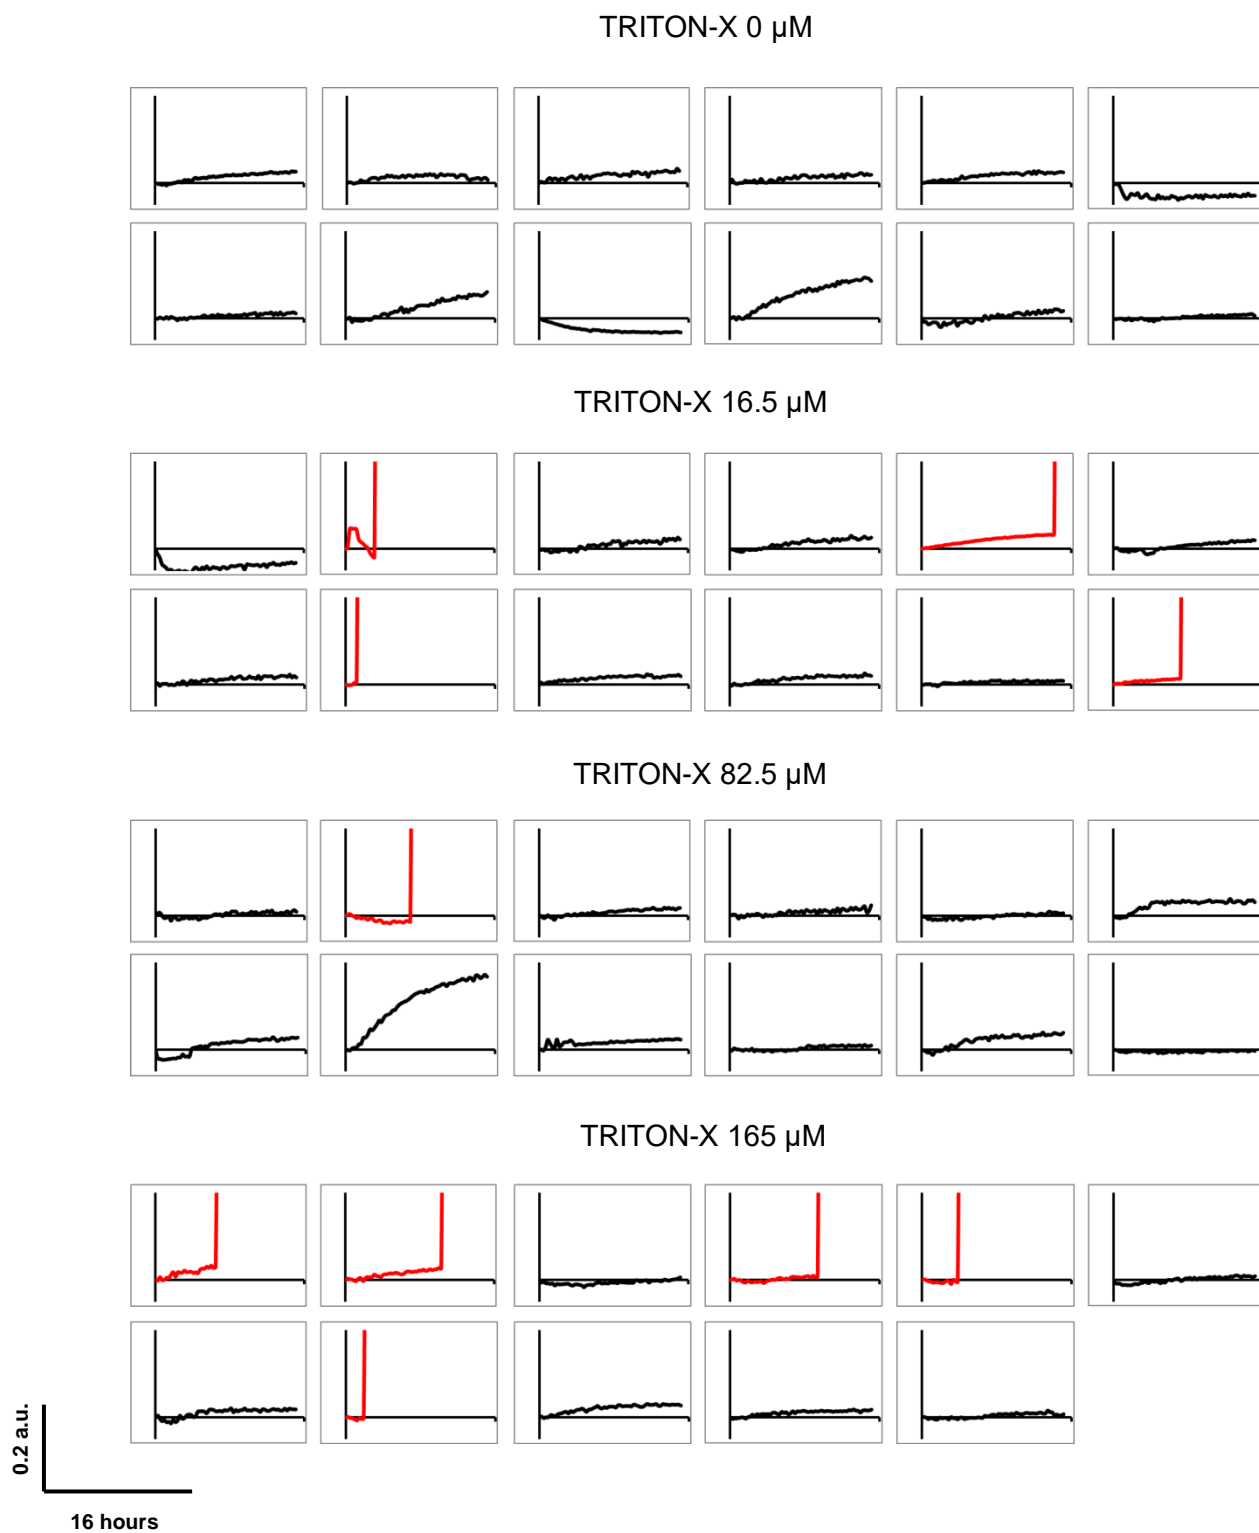 TRITON-X 0 µM
TRITON-X 16.5 µM
TRITON-X 82.5 µM
TRITON-X 165 µM
0.2 a.u.
16 hours